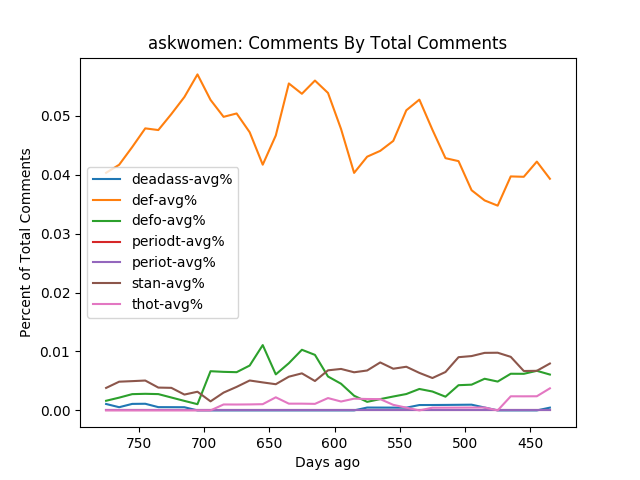 askwomen: Comments By Total Comments
Percent of Total Comments
0.05
0.04
0.03
0.02
0.01
0.00
deadass-avg%
def-avg%
defo-avg%
periodt-avg%
periot-avg%
stan-avg%
thot-avg%
750 700 650 600 550 500 450
Days ago